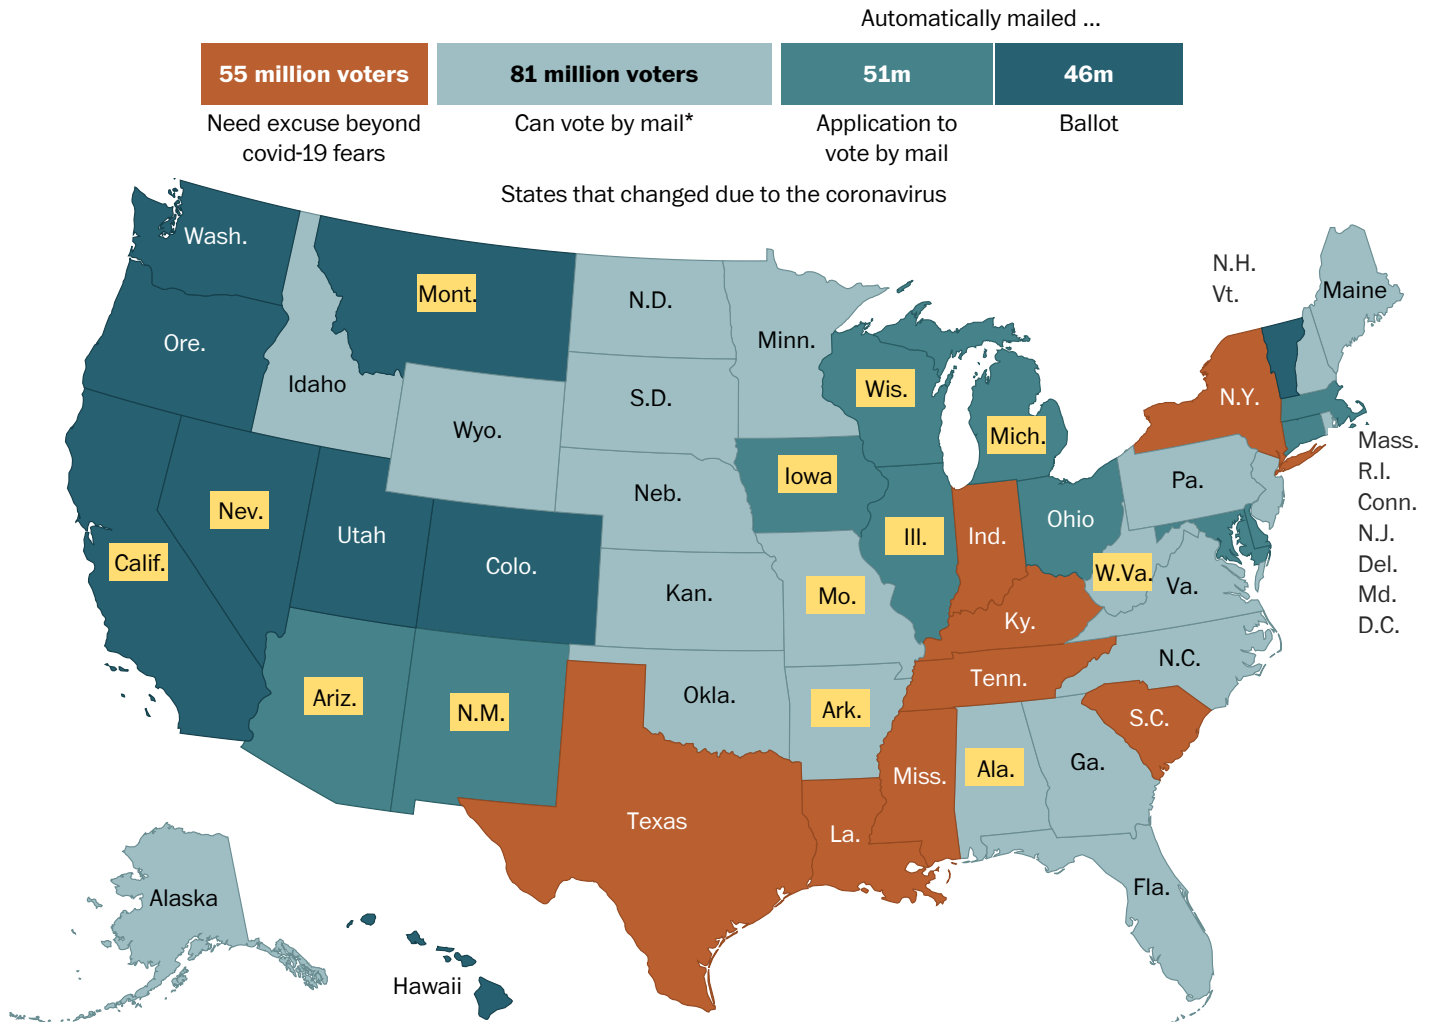 Automatically mailed ...
55 million voters
81 million voters
51m
46m
Need excuse beyond
covid-19 fears
Can vote by mail*
Application to
vote by mail
Ballot
States that changed due to the coronavirus
Wash.
Mont.
N.D.
Minn.
N.H.
Vt.
Maine
Ore.
Idaho
S.D.
Wis.
Mich.
N.Y.
Wyo.
Iowa
Neb.
Pa.
Mass.
R.I.
Conn.
N.J.
Del.
Md.
D.C.
Nev.
Utah
Calif.
Colo.
Ill.
Ind.
Ohio
W.Va.
Va.
Kan.
Mo.
Ky.
N.C.
Tenn.
Ariz.
N.M.
Okla.
Ark.
S.C.
Texas
La.
Miss.
Ala.
Ga.
Fla.
Alaska
Hawaii